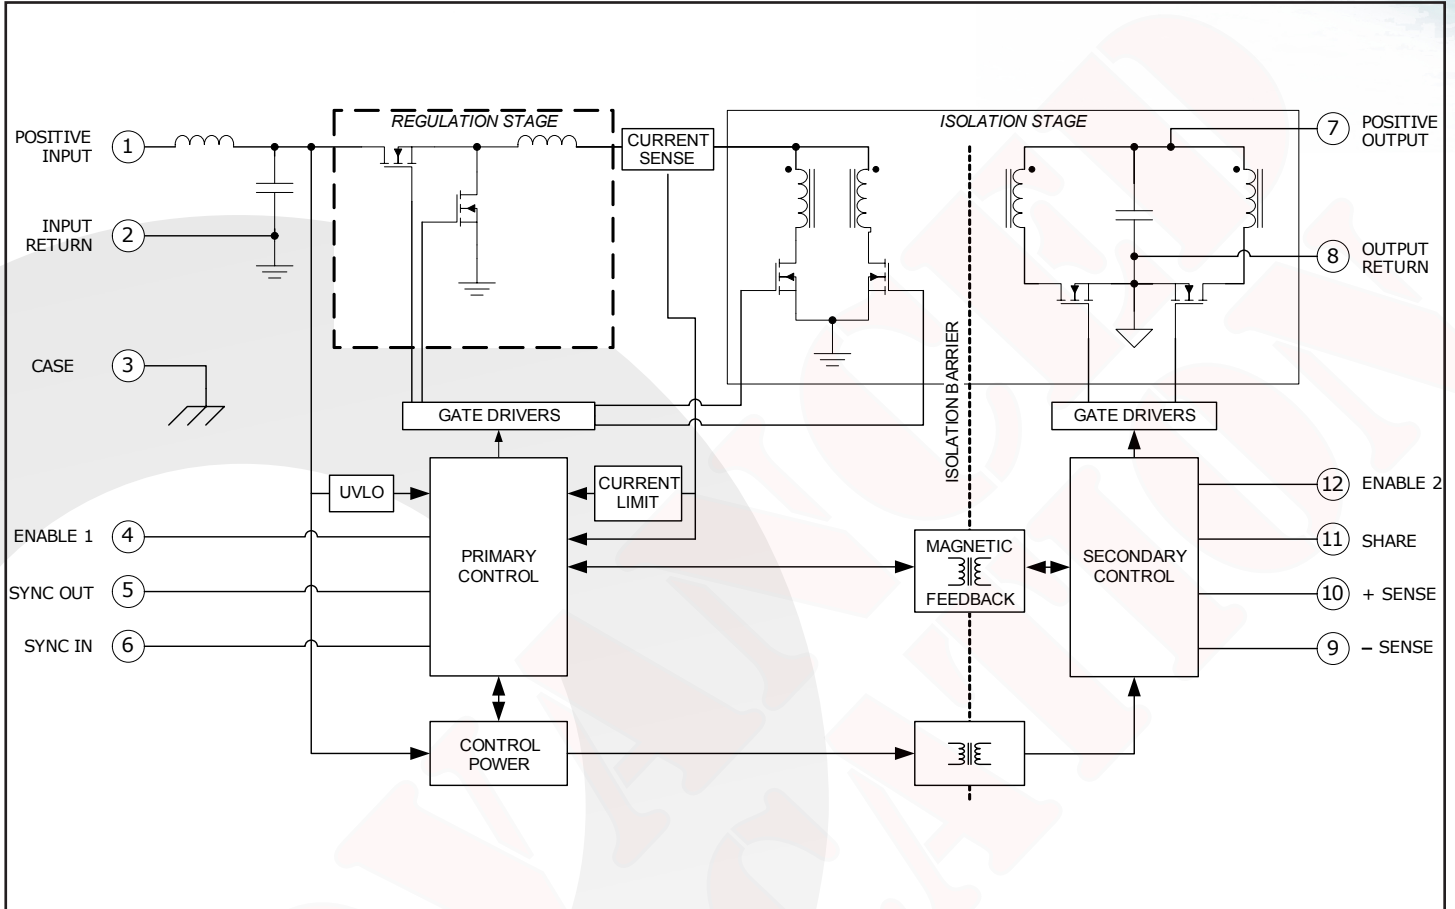 REGULATION STAGE
ISOLATION STAGE
POSITIVE
INPUT
1
CURRENT
SENSE
7
POSITIVE
OUTPUT
INPUT
RETURN
2
8
OUTPUT
RETURN
CASE
3
ISOLATION BARRIER
GATE DRIVERS
GATE DRIVERS
UVLO
CURRENT
LIMIT
12
ENABLE 2
ENABLE 1
4
PRIMARY
CONTROL
MAGNETIC
FEEDBACK
SECONDARY
CONTROL
11
SHARE
SYNC OUT
5
10
+ SENSE
SYNC IN
6
9
– SENSE
CONTROL
POWER